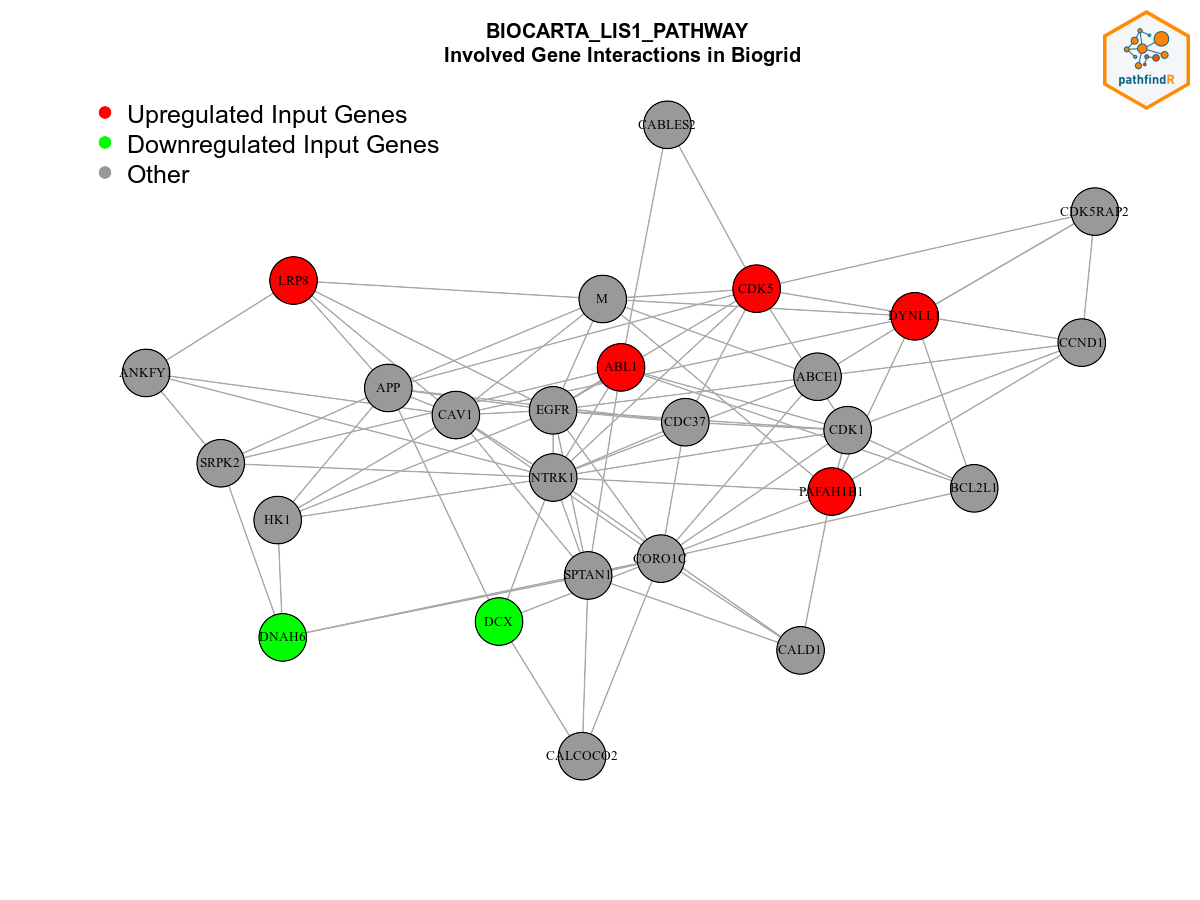 BIOCARTA_LIS1_PATHWAY
Involved Gene Interactions in Biogrid
pathfindR
Upregulated Input Genes
Downregulated Input Genes
Other
CABLES2
CDK5RAP2
LRP8
M
CDK5
DYNLL1
CCND1
ANKFY
APP
ABL1
ABCE1
CAV1
EGFR
CDC37
CDK1
SRPK2
NTRK1
PAFAH1B1
BCL2L1
HK1
SPTAN1
CORO1C
DNAH6
DCX
CALD1
CALCOCO2